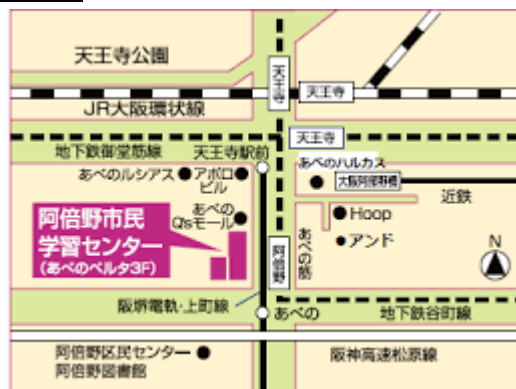 天王寺公園
天王寺
天王寺
JR大阪環状線
天王寺
地下鉄御堂筋線
天王寺駅前
あべのハルカス
あべのルシアス
アポロ
ビル
大阪阿部野橋
近鉄
あべの
Q'sモール
Hoop
阿倍野市民
学習センター
(あべのベルタ3F)
アンド
阿倍野
あべの筋
N
阪堺電軌・上町線
あべの
地下鉄谷町線
阿倍野区民センター
阿倍野図書館
阪神高速松原線